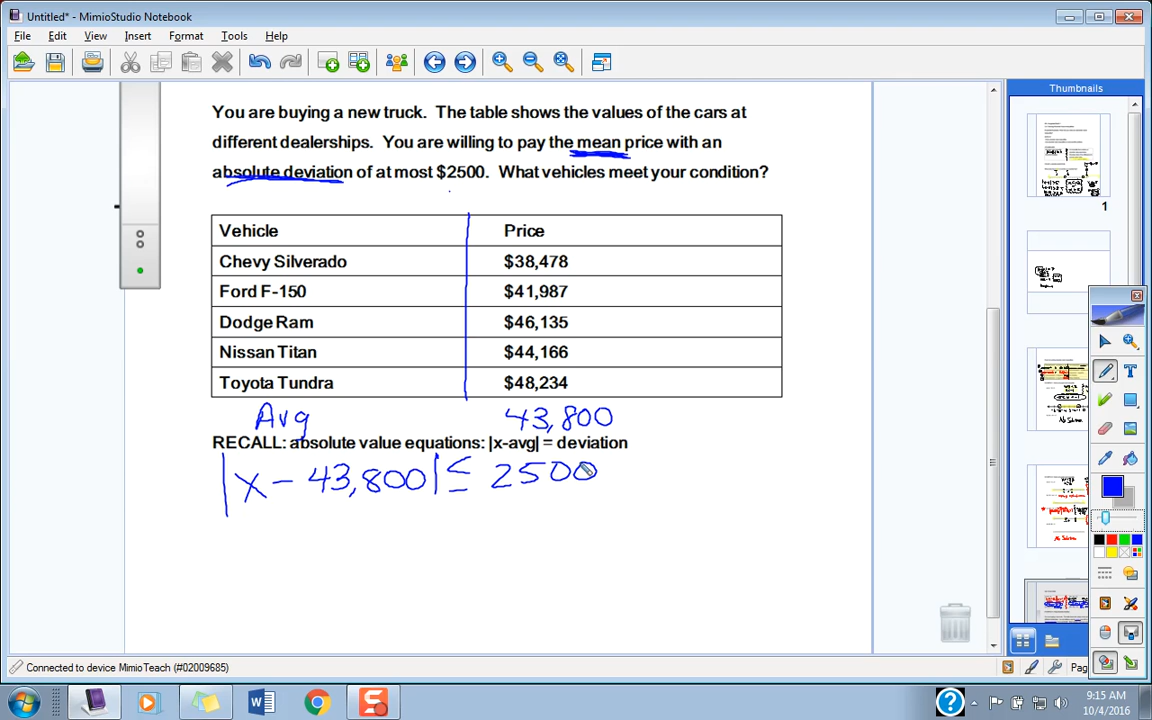 Untitled* - MimioStudio Notebook
File Edit View Insert Format Tools Help
Thumbnails
You are buying a new truck. The table shows the values of the cars at
different dealerships. You are willing to pay the mean price with an
absolute deviation of at most $2500. What vehicles meet your condition?
Vehicle Price
Chevy Silverado $38,478
Ford F-150 $41,987
Dodge Ram $46,135
Nissan Titan $44,166
Toyota Tundra $48,234
Avg 43,800
RECALL: absolute value equations: |x-avg| = deviation
|x - 43,800| ≤ 2500
1
T
Connected to device MimioTeach (#02009685)
Pag
9:15 AM
10/4/2016